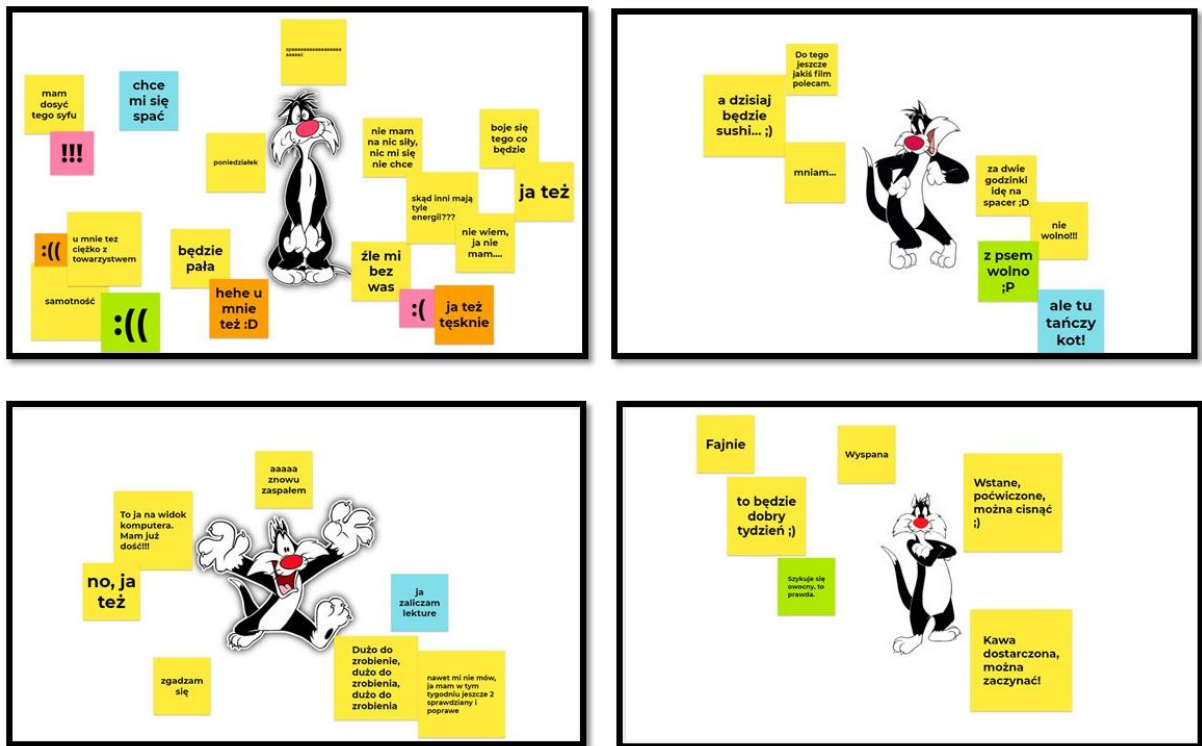 mam
dosyć
tego syfu
!!!
chce
mi się
spać
poniedziałek
nie mam
na nic siły,
nic mi się
nie chce
boje się
tego co
będzie
ja też
skąd inni mają
tyle
energii???
nie wiem,
ja nie
mam....
:((
u mnie tez
ciężko z
towarzystwem
samotność
:((
będzie
pała
hehe u
mnie
też :D
źle mi
bez
was
:(
ja też
tęsknie
Do tego
jeszcze
jakiś film
polecam.
a dzisiaj
będzie
sushi... ;)
mniam...
za dwie
godzinki
idę na
spacer ;D
nie
wolno!!!
z psem
wolno
;P
ale tu
tańczy
kot!
aaaaa
znowu
zaspałem
To ja na widok
komputera.
Mam już
dość!!!
no, ja
też
ja
zaliczam
lekture
zgadzam
się
Dużo do
zrobienie,
dużo do
zrobienia,
dużo do
zrobienia
nawet mi nie mów,
ja mam w tym
tygodniu jeszcze 2
sprawdziany i
poprawe
Fajnie
Wyspana
to będzie
dobry
tydzień ;)
Szykuje się
owocny, to
prawda.
Wstane,
poćwiczone,
można cisnąć
;)
Kawa
dostarczona,
można
zaczynać!